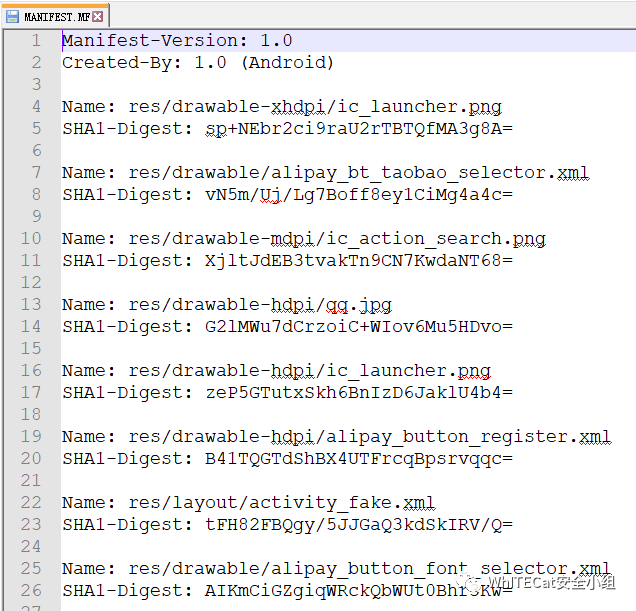 MANIFEST.MF
1 Manifest-Version: 1.0
2 Created-By: 1.0 (Android)
3
4 Name: res/drawable-xhdpi/ic_launcher.png
5 SHA1-Digest: sp+NEbr2ci9raU2rTBTQfMA3g8A=
6
7 Name: res/drawable/alipay_bt_taobao_selector.xml
8 SHA1-Digest: vN5m/Uj/Lg7Boff8ey1CiMg4a4c=
9
10 Name: res/drawable-mdpi/ic_action_search.png
11 SHA1-Digest: XjltJdEB3tvakTn9CN7KwdaNT68=
12
13 Name: res/drawable-hdpi/qq.jpg
14 SHA1-Digest: G2lMWu7dCrzoiC+WIov6Mu5HDvo=
15
16 Name: res/drawable-hdpi/ic_launcher.png
17 SHA1-Digest: zeP5GTutxSkh6BnIzD6JaklU4b4=
18
19 Name: res/drawable-hdpi/alipay_button_register.xml
20 SHA1-Digest: B41TQGTdShBX4UTFrcqBpsrvqqc=
21
22 Name: res/layout/activity_fake.xml
23 SHA1-Digest: tFH82FBQgy/5JJGaQ3kdSkIRV/Q=
24
25 Name: res/drawable/alipay_button_font_selector.xml
26 SHA1-Digest:
WhITECat安全小组